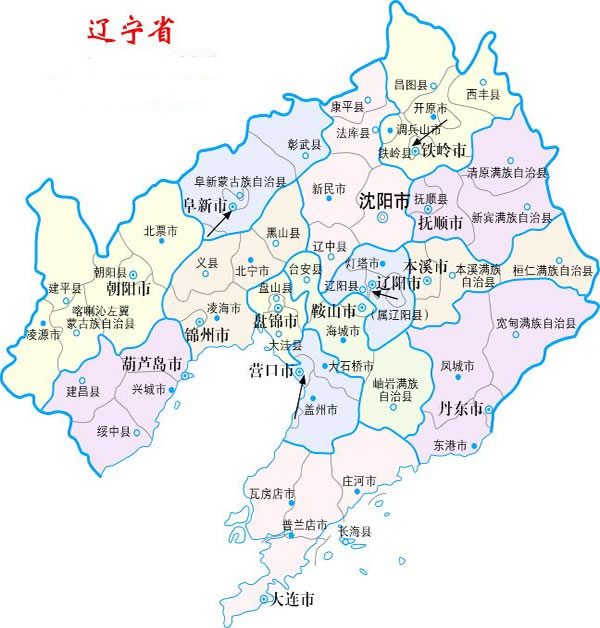 辽宁省
昌图县
西丰县
康平县
开原市
法库县
调兵山市
铁岭县
铁岭市
彰武县
清原满族自治县
阜新蒙古族自治县
新民市
沈阳市
抚顺县
阜新市
抚顺市
新宾满族自治县
北票市
黑山县
辽中县
义县
北宁市
台安县
灯塔市
本溪市
本溪满族
自治县
桓仁满族自治县
朝阳县
朝阳市
建平县
盘山县
辽阳县
辽阳市
喀喇沁左翼
蒙古族自治县
凌海市
盘锦市
鞍山市
(属辽阳县)
凌源市
锦州市
海城市
宽甸满族自治县
大洼县
葫芦岛市
营口市
大石桥市
凤城市
建昌县
兴城市
岫岩满族
自治县
盖州市
丹东市
绥中县
东港市
瓦房店市
庄河市
普兰店市
长海县
大连市